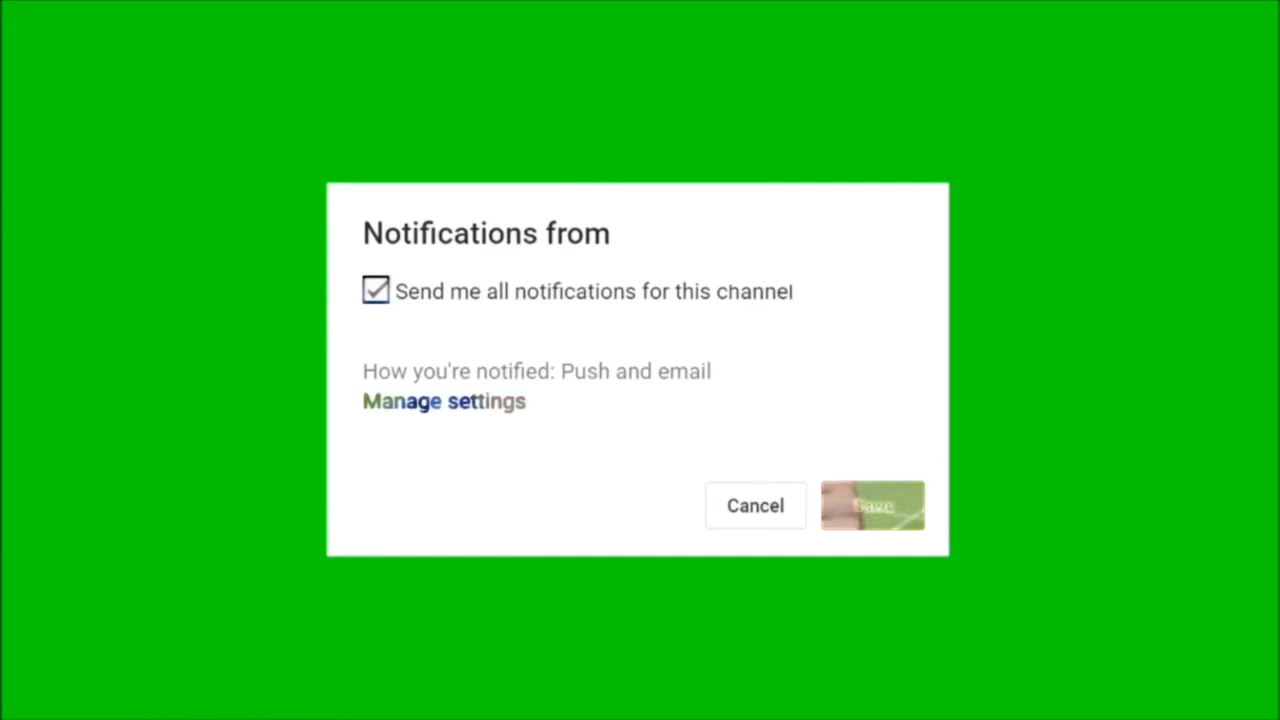 Notifications from
Send me all notifications for this channel
How you're notified: Push and email
Manage settings
Cancel
Save